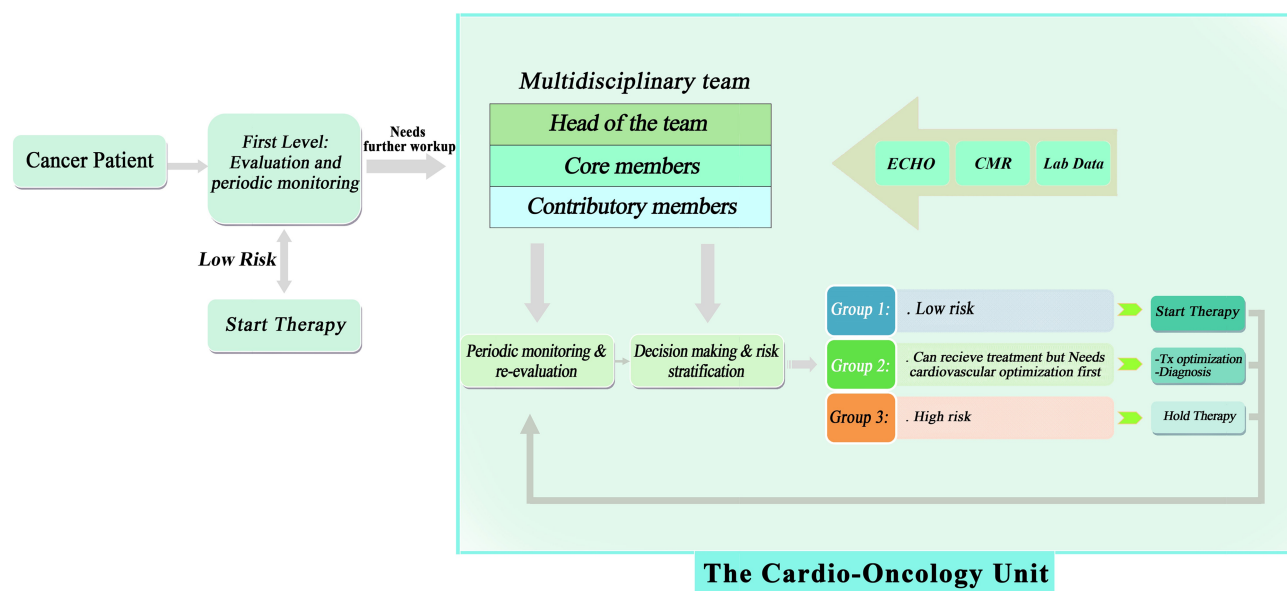 Cancer Patient
First Level:
Evaluation and
periodic monitoring
Needs
further workup
Low Risk
Start Therapy
Multidisciplinary team
Head of the team
Core members
Contributory members
ECHO
CMR
Lab Data
Periodic monitoring &
re-evaluation
Decision making & risk
stratification
Group 1:
. Low risk
Start Therapy
Group 2:
. Can recieve treatment but Needs
cardiovascular optimization first
-Tx optimization
-Diagnosis
Group 3:
. High risk
Hold Therapy
The Cardio-Oncology Unit